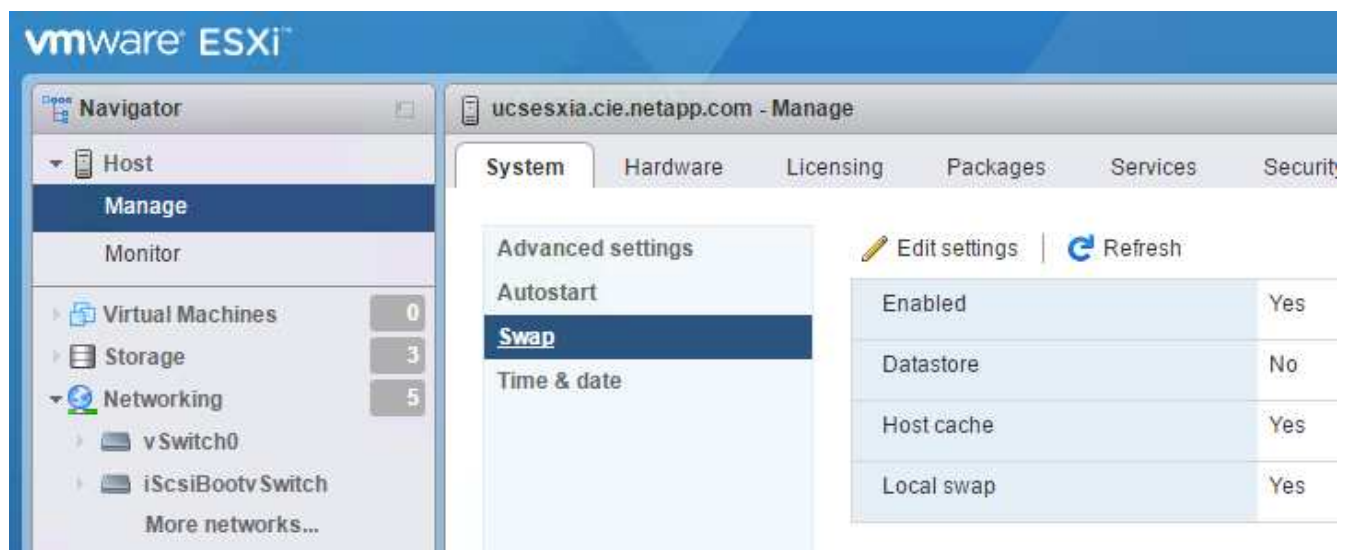 vmware ESXi™
Navigator
Host
Manage
Monitor
Virtual Machines 0
Storage 3
Networking 5
vSwitch0
iScsiBootvSwitch
More networks...
ucsesxia.cie.netapp.com - Manage
System Hardware Licensing Packages Services Security
Advanced settings
Autostart
Swap
Time & date
Edit settings | Refresh
Enabled Yes
Datastore No
Host cache Yes
Local swap Yes